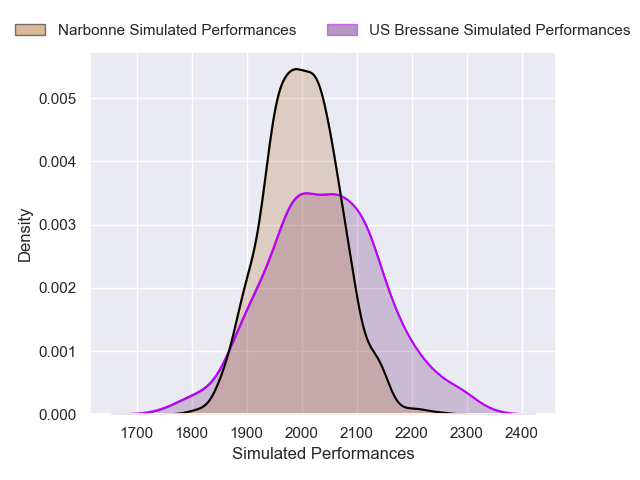 Narbonne Simulated Performances US Bressane Simulated Performances
0.005
0.004
0.003
0.002
0.001
0.000
Density
1700 1800 1900 2000 2100 2200 2300 2400
Simulated Performances